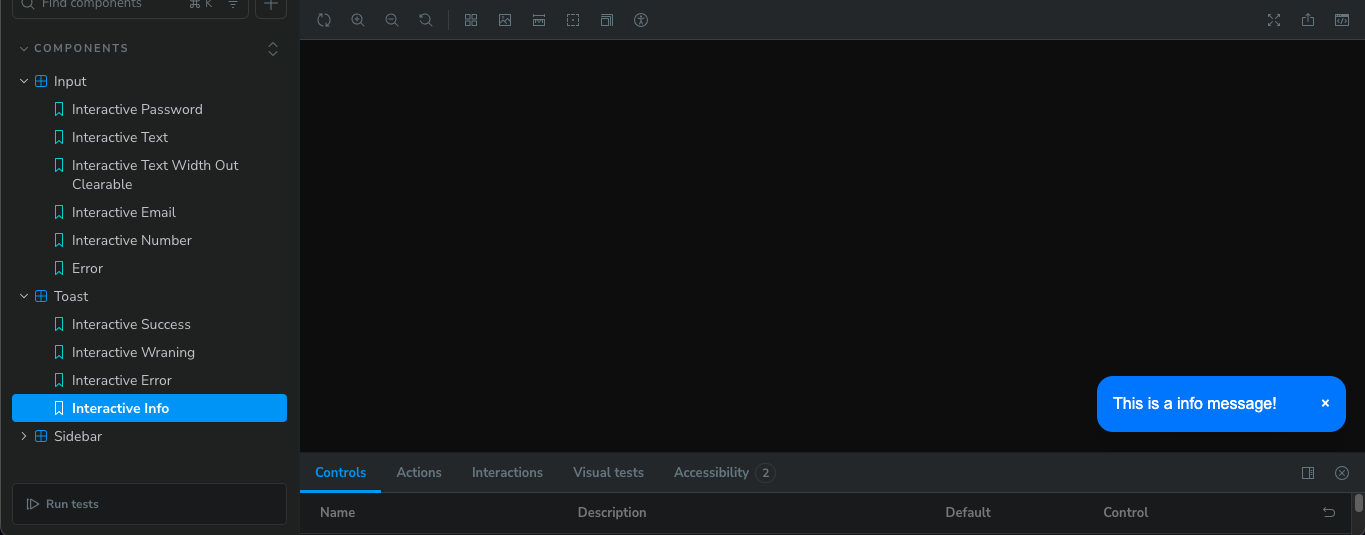 Find components ⌘ K
COMPONENTS
Input
Interactive Password
Interactive Text
Interactive Text Width Out
Clearable
Interactive Email
Interactive Number
Error
Toast
Interactive Success
Interactive Wraning
Interactive Error
Interactive Info
Sidebar
Run tests
This is a info message! ×
Controls Actions Interactions Visual tests Accessibility 2
Name Description Default Control